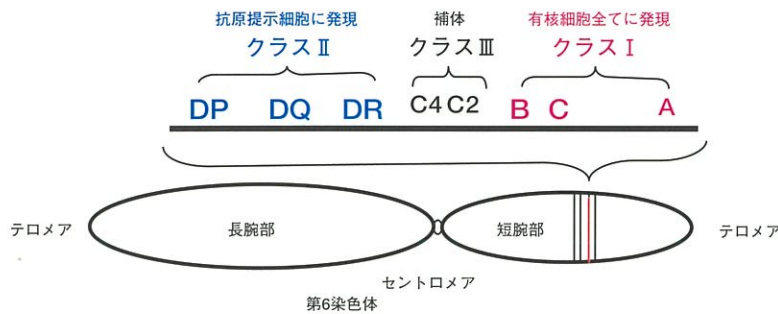 抗原提示細胞に発現 補体 有核細胞全てに発現
クラスⅡ クラスⅢ クラスⅠ
DP DQ DR C4 C2 B C A
テロメア 長腕部 短腕部 テロメア
セントロメア
第6染色体